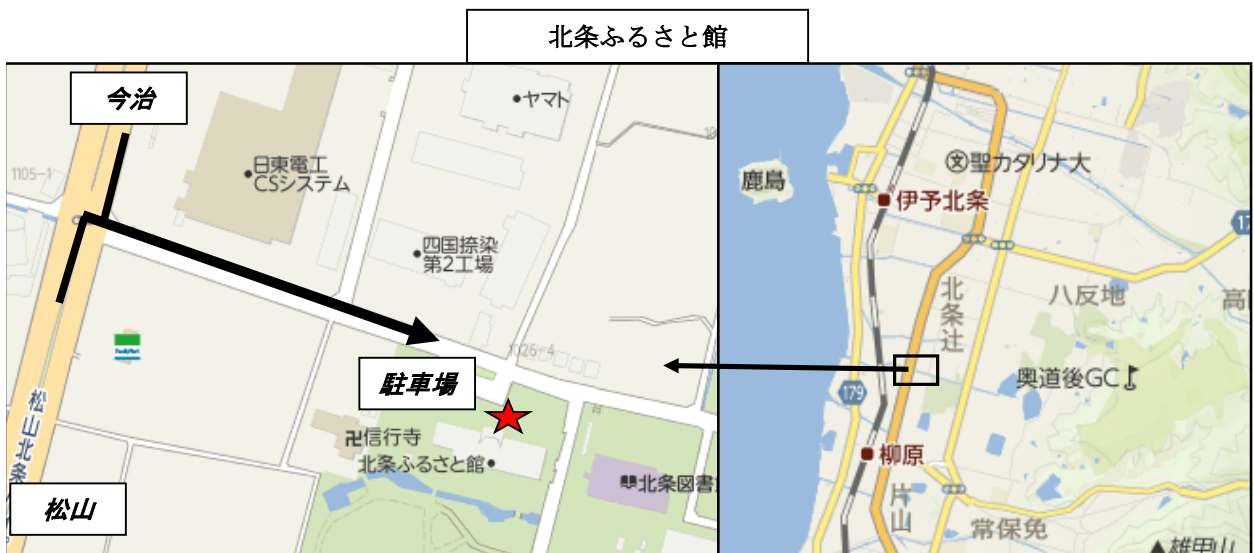 北条ふるさと館
今治
ヤマト
1105-1
日東電工
CSシステム
四国捺染
第2工場
1026-4
駐車場
FamilyMart
卍信行寺
北条ふるさと館
北条図書
松山北条
松山
聖カタリナ大
鹿島
伊予北条
17
北条辻
八反地
高
奥道後GC
179
柳原
片山
常保免
▲雄甲山